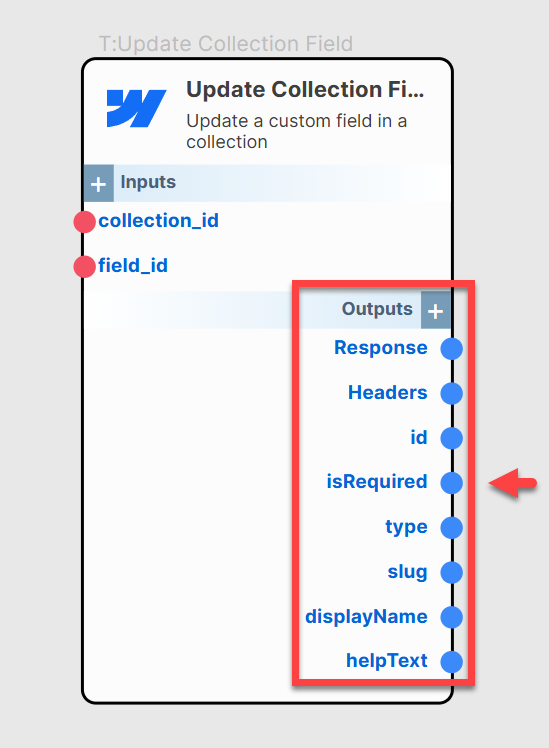 T:Update Collection Field
Update Collection Fi...
Update a custom field in a
collection
+ Inputs
collection_id
field_id
Outputs +
Response
Headers
id
isRequired
type
slug
displayName
helpText